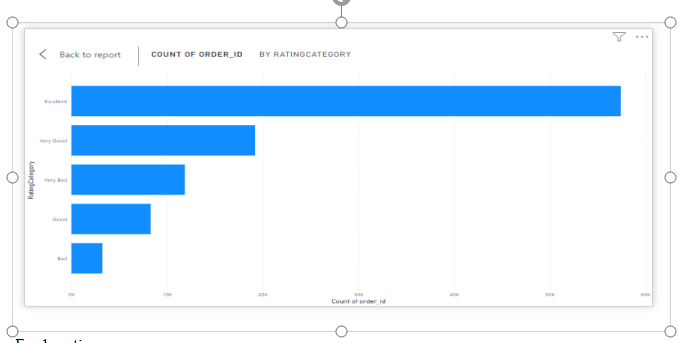 Back to report
COUNT OF ORDER_ID BY RATINGCATEGORY
Excellent
Very Good
Very Bad
Good
Bad
RatingCategory
0K 10K 20K 30K 40K 50K 60K
Count of order_id